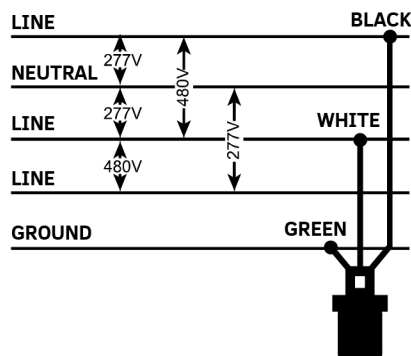 LINE
BLACK
277V
NEUTRAL
480V
277V
LINE
277V
WHITE
480V
LINE
GROUND
GREEN